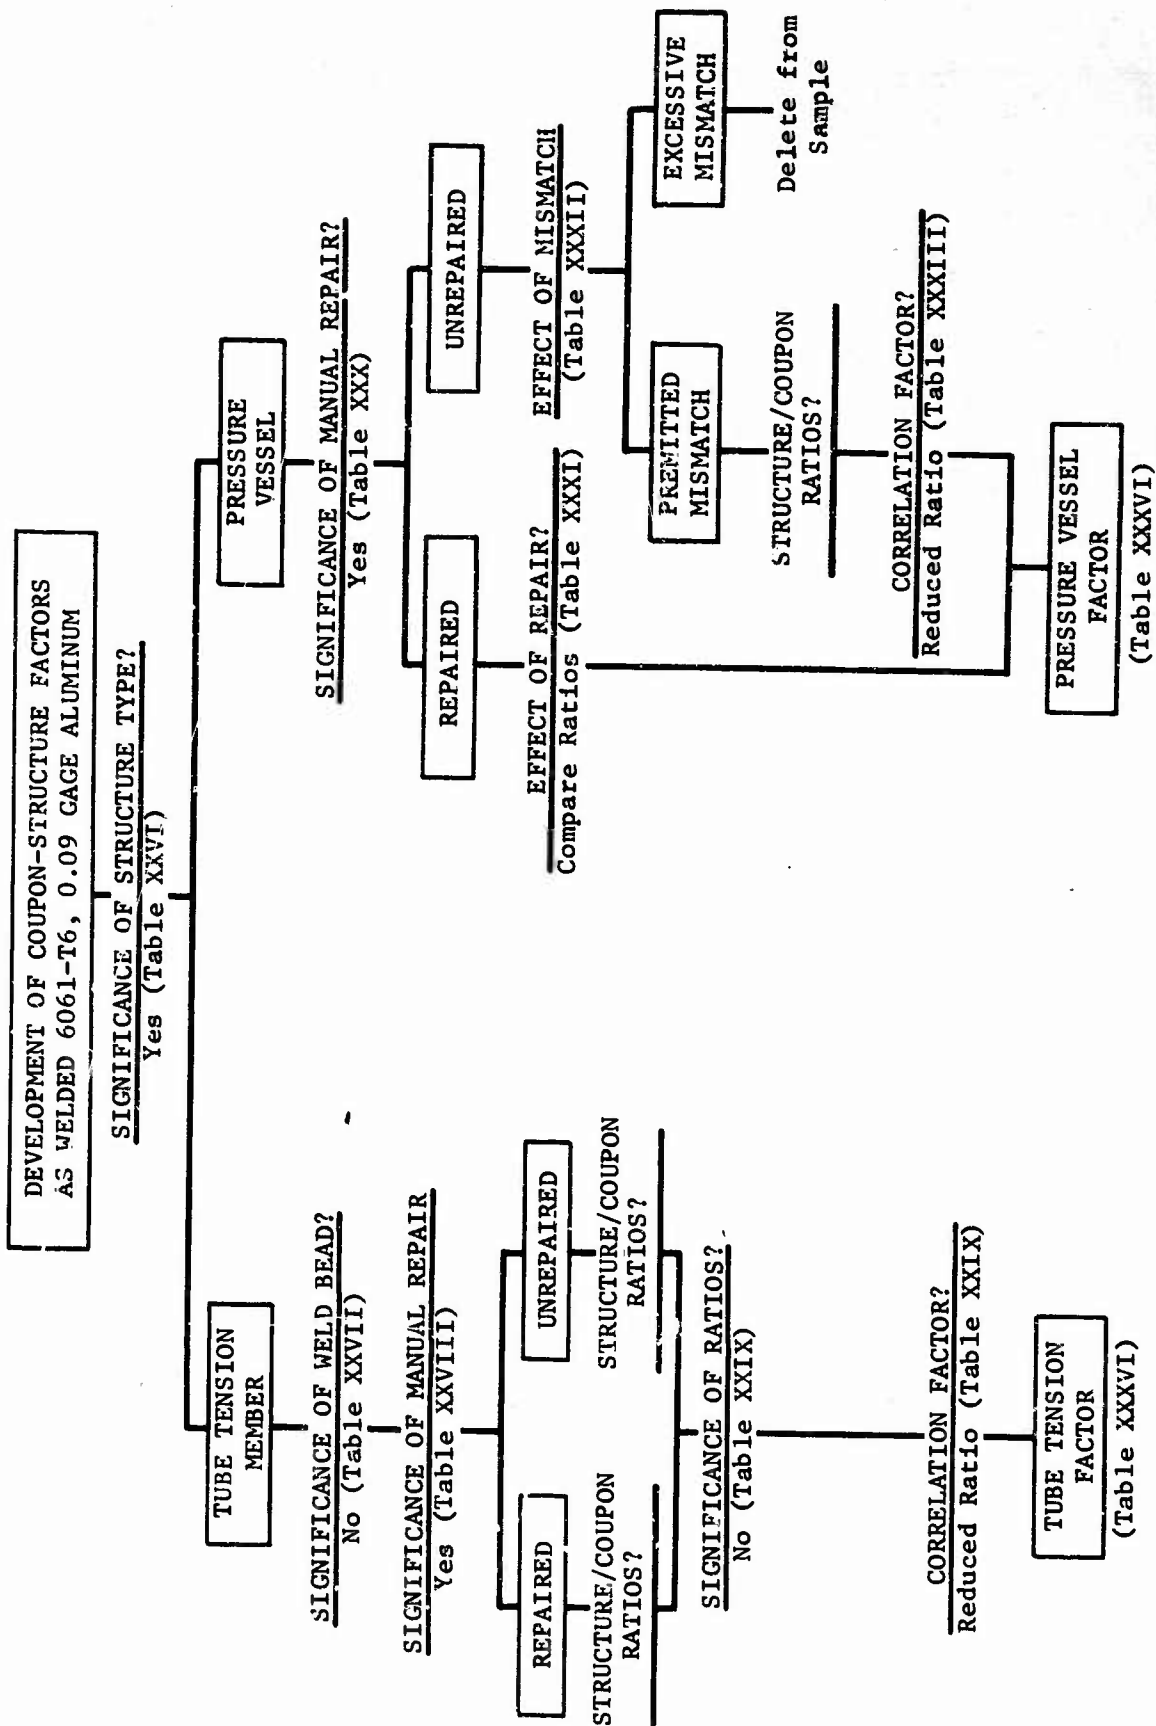 DEVELOPMENT OF COUPON-STRUCTURE FACTORS
AS WELDED 6061-T6, 0.09 GAGE ALUMINUM
SIGNIFICANCE OF STRUCTURE TYPE?
Yes (Table XXVI)
TUBE TENSION
MEMBER
SIGNIFICANCE OF WELD BEAD?
No (Table XXVII)
SIGNIFICANCE OF MANUAL REPAIR
Yes (Table XXVIII)
REPAIRED
STRUCTURE/COUPON
RATIOS?
UNREPAIRED
STRUCTURE/COUPON
RATIOS?
SIGNIFICANCE OF RATIOS?
No (Table XXIX)
CORRELATION FACTOR?
Reduced Ratio (Table XXIX)
TUBE TENSION
FACTOR
(Table XXXVI)
PRESSURE
VESSEL
SIGNIFICANCE OF MANUAL REPAIR?
Yes (Table XXX)
REPAIRED
EFFECT OF REPAIR?
Compare Ratios (Table XXXI)
UNREPAIRED
EFFECT OF MISMATCH
(Table XXXII)
PREMITTED
MISMATCH
STRUCTURE/COUPON
RATIOS?
CORRELATION FACTOR?
Reduced Ratio (Table XXXIII)
EXCESSIVE
MISMATCH
Delete from
Sample
PRESSURE VESSEL
FACTOR
(Table XXXVI)